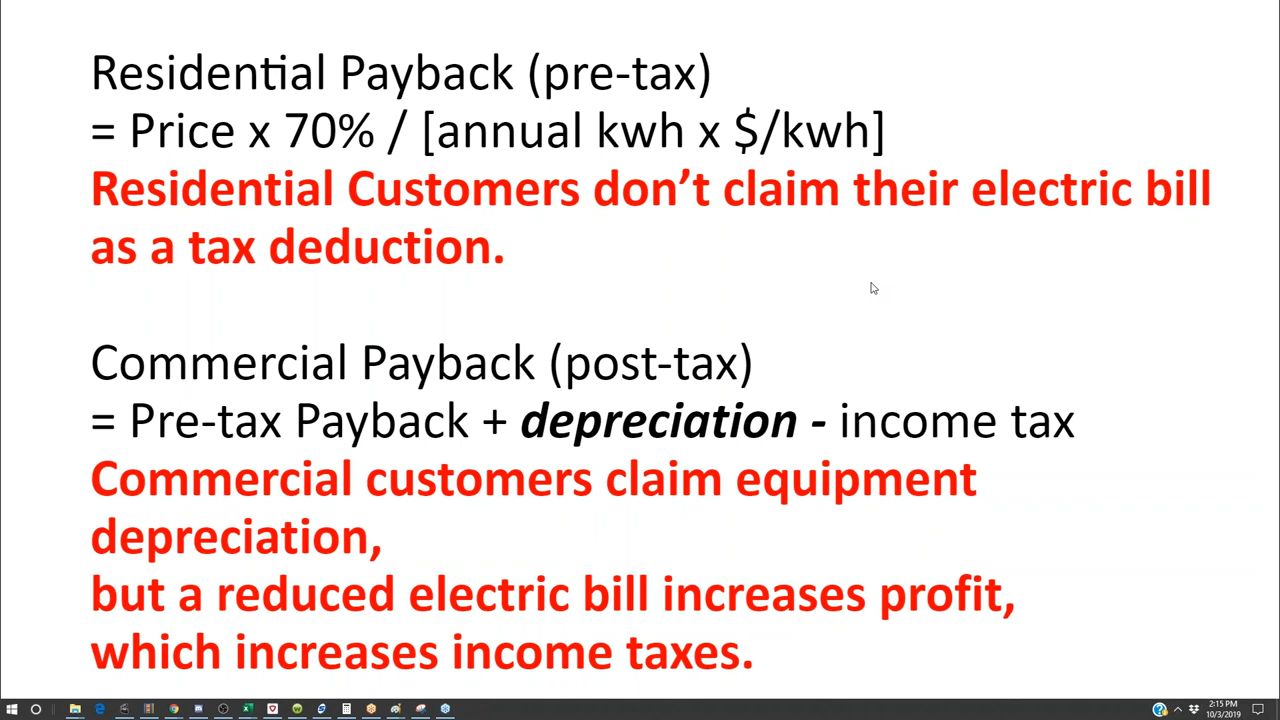 Residential Payback (pre-tax)
= Price x 70% / [annual kwh x $/kwh]
Residential Customers don’t claim their electric bill
as a tax deduction.
Commercial Payback (post-tax)
= Pre-tax Payback + depreciation - income tax
Commercial customers claim equipment
depreciation,
but a reduced electric bill increases profit,
which increases income taxes.
2:15 PM
10/3/2019